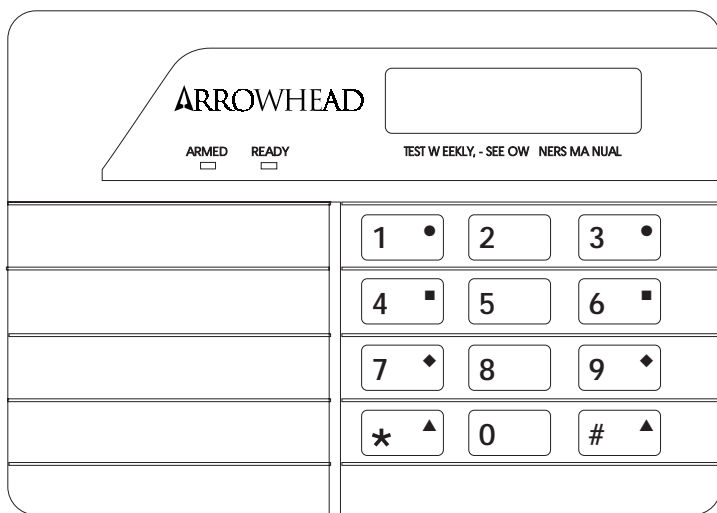 ARROWHEAD
ARMED READY TEST W EEKLY, - SEE OW NERS MA NUAL
1 ● 2 3 ●
4 ■ 5 6 ■
7 ◆ 8 9 ◆
* ▲ 0 # ▲